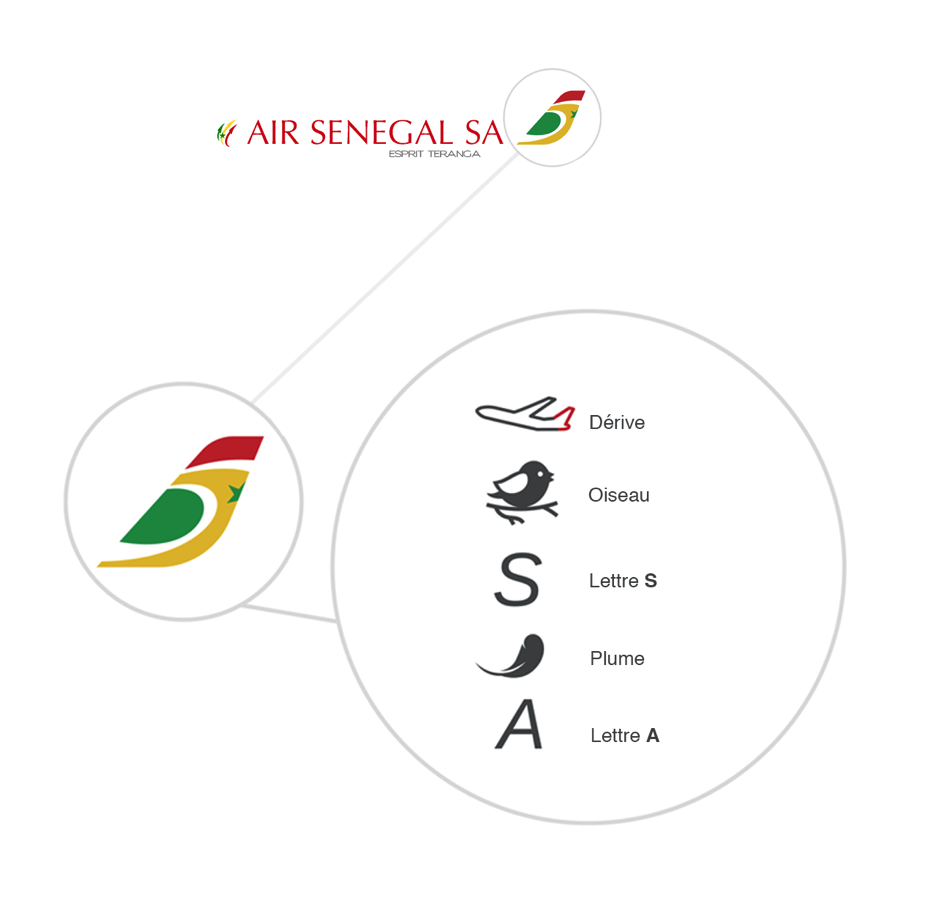 AIR SENEGAL SA
ESPRIT TERANGA
Dérive
Oiseau
S Lettre S
Plume
A Lettre A